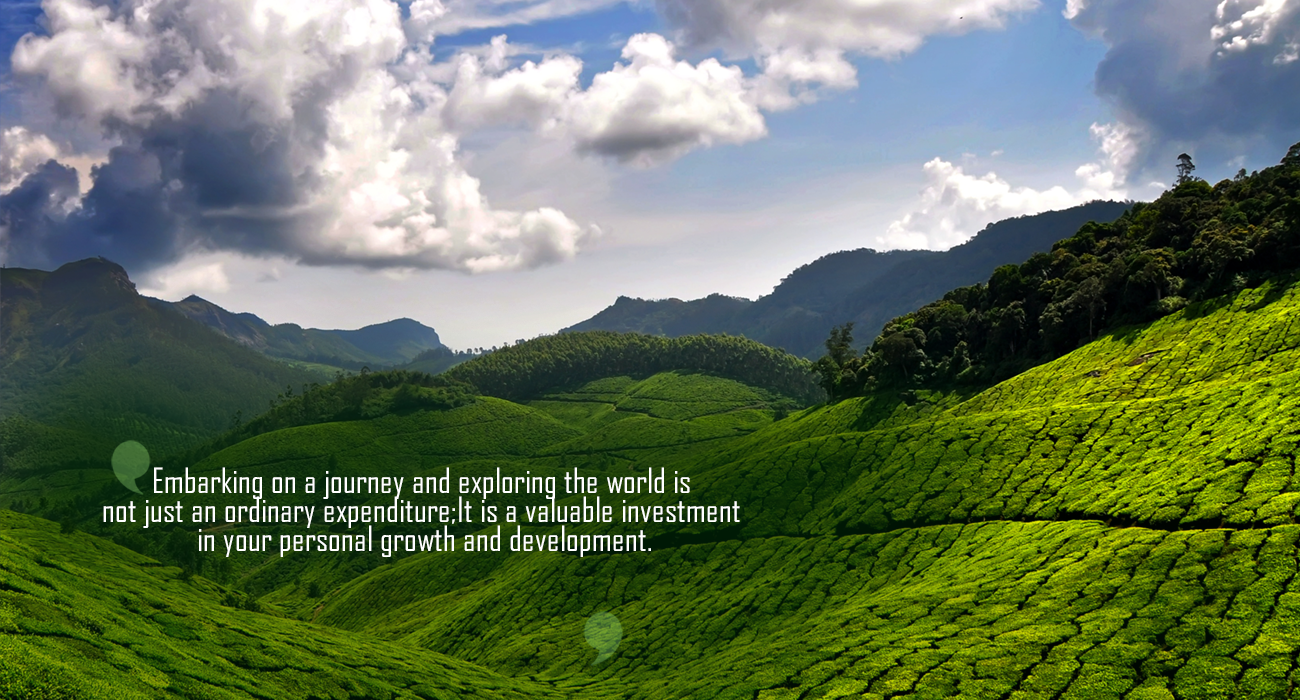 Embarking on a journey and exploring the world is
not just an ordinary expenditure;It is a valuable investment
in your personal growth and development.